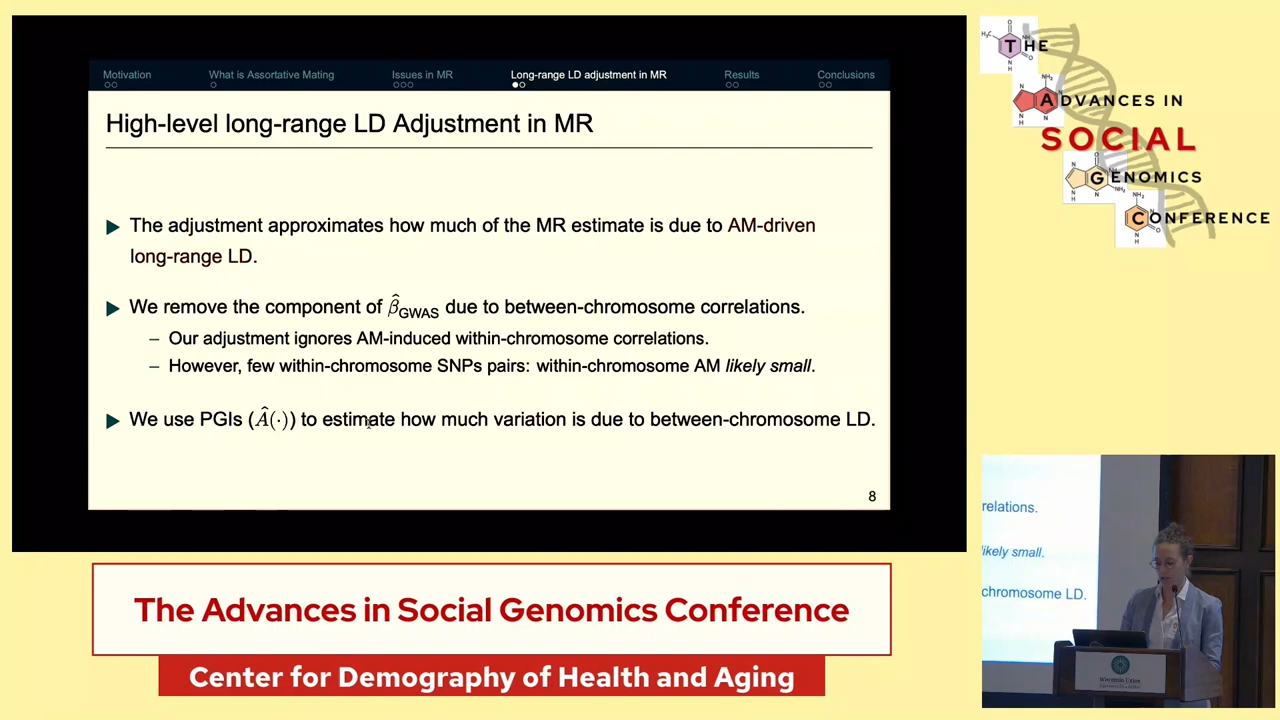 Motivation What is Assortative Mating Issues in MR Long-range LD adjustment in MR Results Conclusions
High-level long-range LD Adjustment in MR
▶ The adjustment approximates how much of the MR estimate is due to AM-driven
long-range LD.
▶ We remove the component of β̂GWAS due to between-chromosome correlations.
– Our adjustment ignores AM-induced within-chromosome correlations.
– However, few within-chromosome SNPs pairs: within-chromosome AM likely small.
▶ We use PGIs (Â(·)) to estimate how much variation is due to between-chromosome LD.
8
THE
ADVANCES IN
SOCIAL
GENOMICS
CONFERENCE
relations.
likely small.
chromosome LD.
Wisconsin Union
The Advances in Social Genomics Conference
Center for Demography of Health and Aging